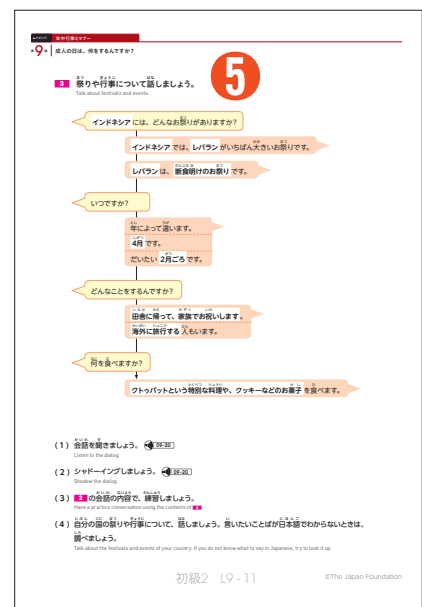 トピック 年中行事とマナー
第9課 成人の日は、何をするんですか？
5
3 祭りや行事について話しましょう。
Talk about festivals and events.
インドネシア には、どんなお祭りがありますか？
インドネシア では、レバラン がいちばん大きいお祭りです。
レバラン は、断食明けのお祭り です。
いつですか？
年によって違います。
4月 です。
だいたい 2月ごろ です。
どんなことをするんですか？
田舎に帰って、家族でお祝いします 。
海外に旅行する 人もいます。
何を食べますか？
クトゥパットという特別な料理や、クッキーなどのお菓子 を食べます。
(1) 会話を聞きましょう。 09-20
Listen to the dialog.
(2) シャドーイングしましょう。 09-20
Shadow the dialog.
(3) 2 の会話の内容で、練習しましょう。
Have a practice conversation using the contents of 2.
(4) 自分の国の祭りや行事について、話しましょう。言いたいことばが日本語でわからないときは、
調べましょう。
Talk about the festivals and events of your country. If you do not know what to say in Japanese, try to look it up.
初級2 L9-11
©The Japan Foundation